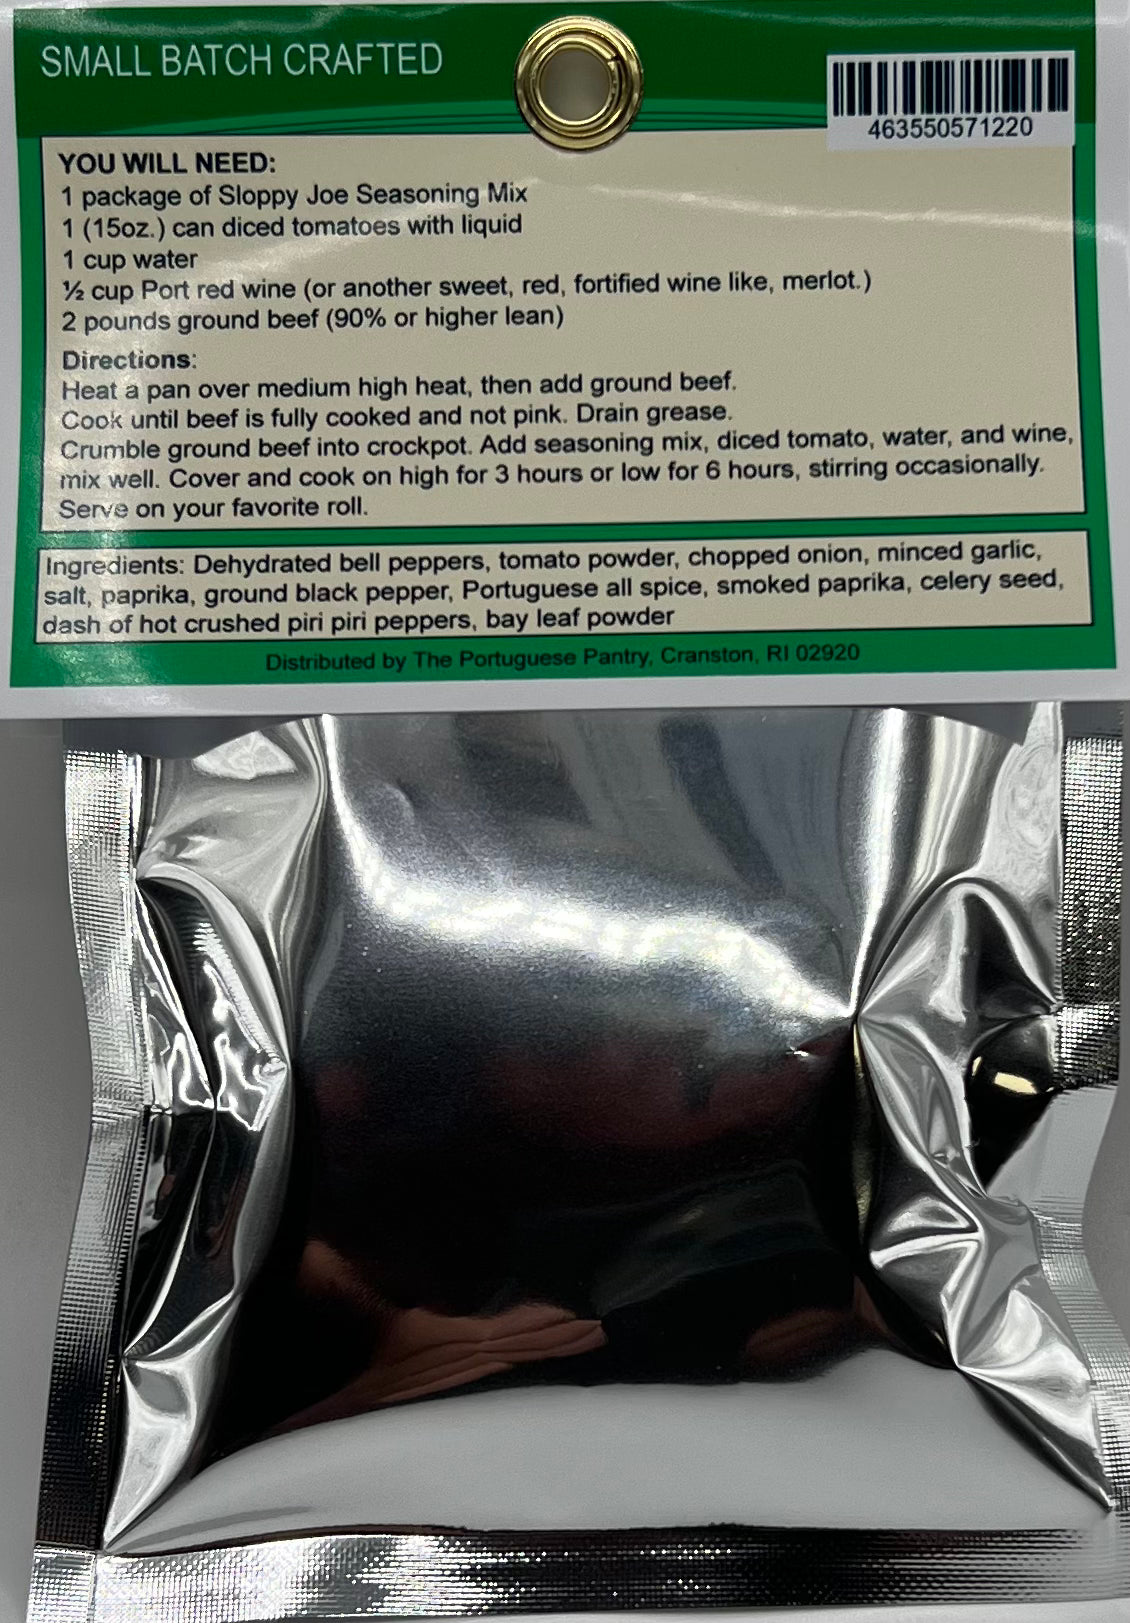 SMALL BATCH CRAFTED
463550571220
YOU WILL NEED:
1 package of Sloppy Joe Seasoning Mix
1 (15oz.) can diced tomatoes with liquid
1 cup water
½ cup Port red wine (or another sweet, red, fortified wine like, merlot.)
2 pounds ground beef (90% or higher lean)
Directions:
Heat a pan over medium high heat, then add ground beef.
Cook until beef is fully cooked and not pink. Drain grease.
Crumble ground beef into crockpot. Add seasoning mix, diced tomato, water, and wine,
mix well. Cover and cook on high for 3 hours or low for 6 hours, stirring occasionally.
Serve on your favorite roll.
Ingredients: Dehydrated bell peppers, tomato powder, chopped onion, minced garlic,
salt, paprika, ground black pepper, Portuguese all spice, smoked paprika, celery seed,
dash of hot crushed piri piri peppers, bay leaf powder
Distributed by The Portuguese Pantry, Cranston, RI 02920